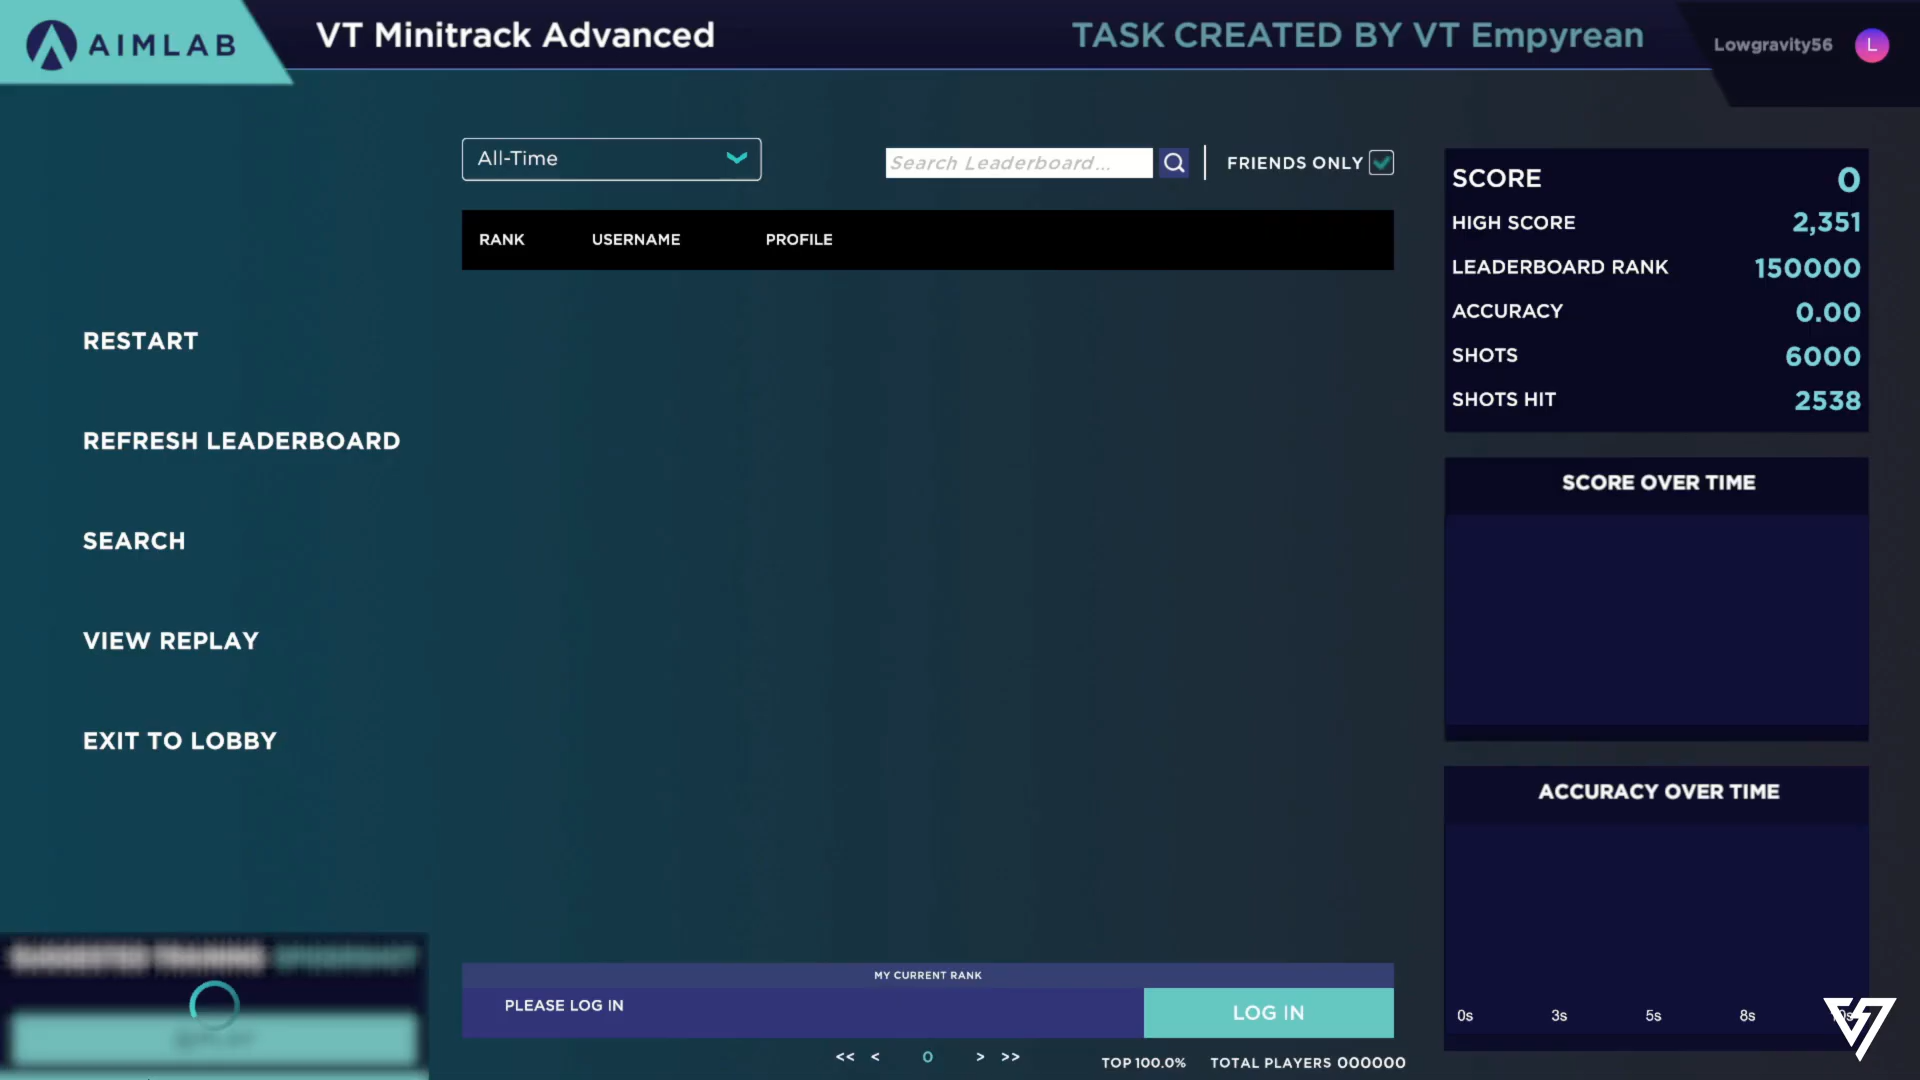 AIMLAB
VT Minitrack Advanced
TASK CREATED BY VT Empyrean
Lowgravity56
L
All-Time
Search Leaderboard...
FRIENDS ONLY
RANK USERNAME PROFILE
RESTART
REFRESH LEADERBOARD
SEARCH
VIEW REPLAY
EXIT TO LOBBY
SCORE 0
HIGH SCORE 2,351
LEADERBOARD RANK 150000
ACCURACY 0.00
SHOTS 6000
SHOTS HIT 2538
SCORE OVER TIME
ACCURACY OVER TIME
0s 3s 5s 8s
MY CURRENT RANK
PLEASE LOG IN
LOG IN
<< < 0 > >>
TOP 100.0% TOTAL PLAYERS 000000